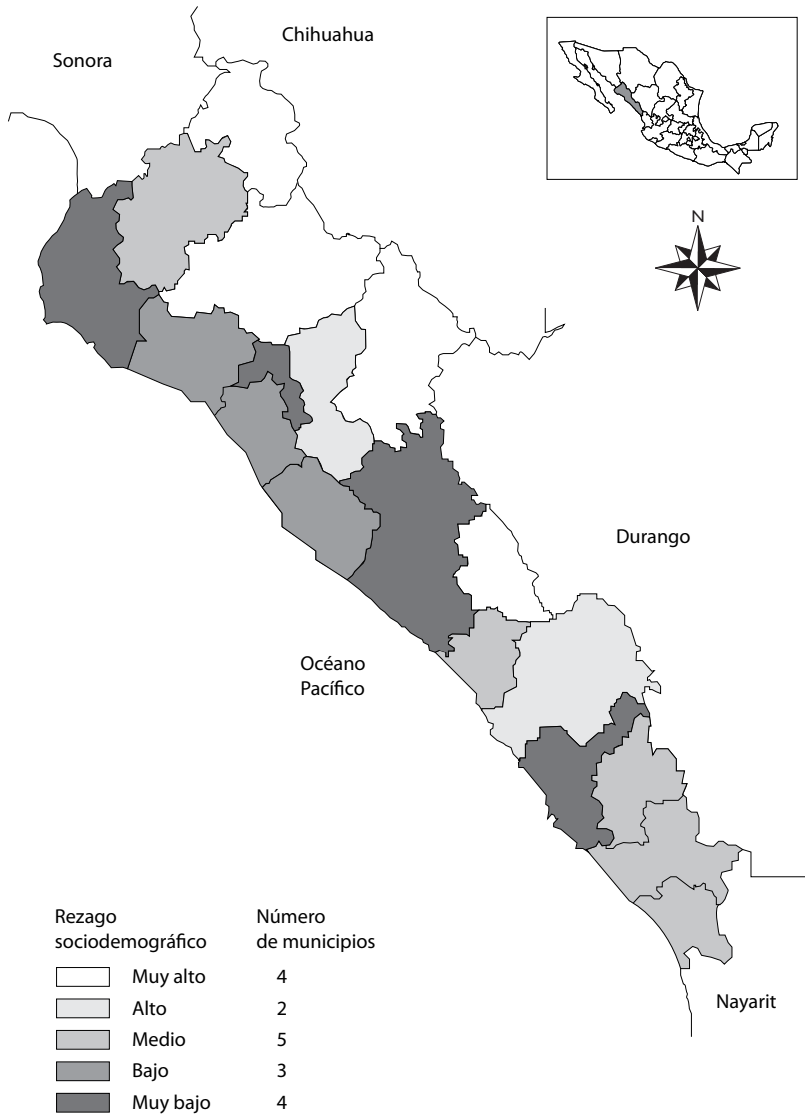 Chihuahua
Sonora
N
Durango
Océano
Pacífico
Rezago
sociodemográfico
Número
de municipios
Muy alto 4
Alto 2
Medio 5
Bajo 3
Muy bajo 4
Nayarit